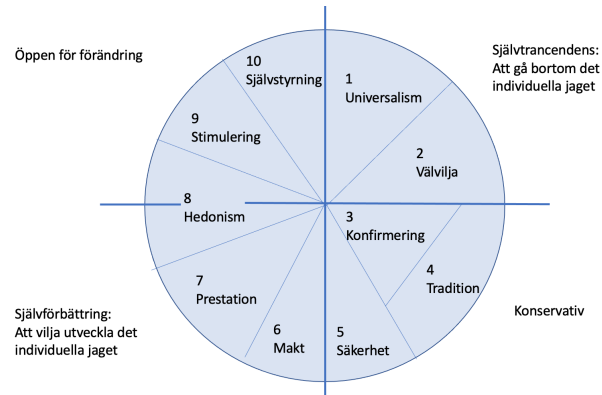 Öppen för förändring
Självtrancendens:
Att gå bortom det
individuella jaget
10
Självstyrning
1
Universalism
9
Stimulering
2
Välvilja
8
Hedonism
3
Konfirmering
4
Tradition
7
Prestation
6
Makt
5
Säkerhet
Självförbättring:
Att vilja utveckla det
individuella jaget
Konservativ